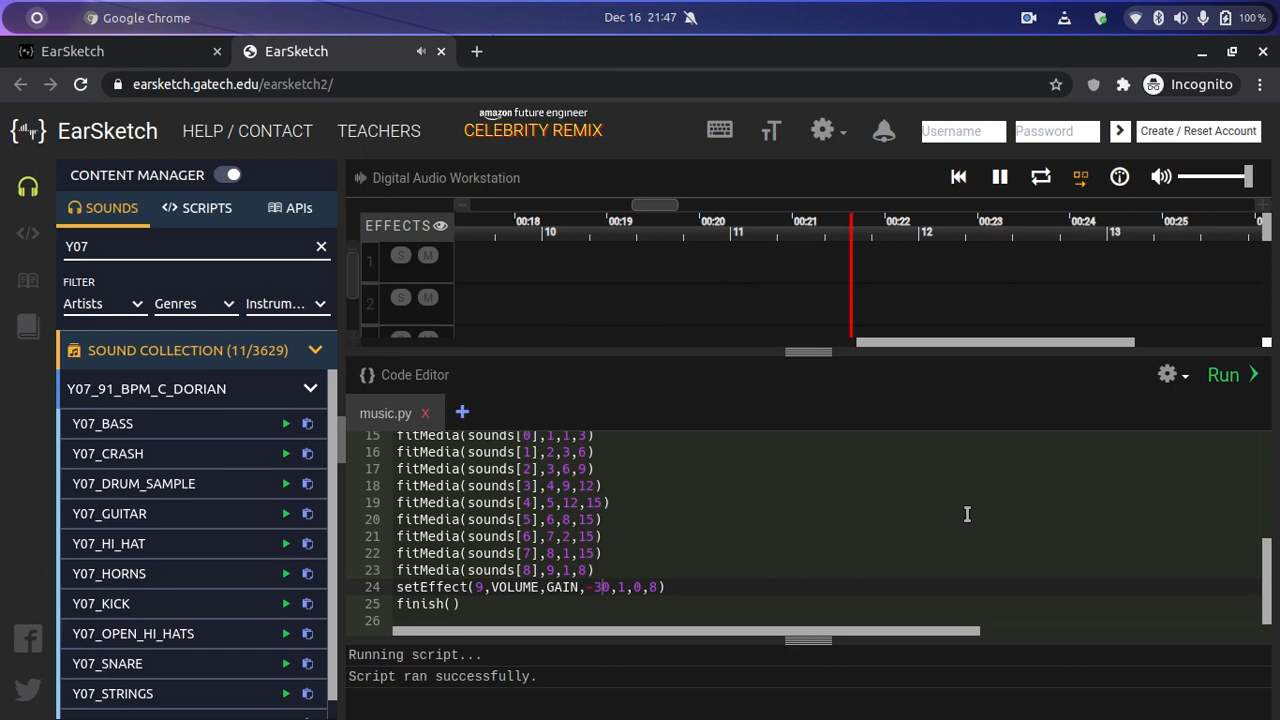 Google Chrome
Dec 16 21:47
100 %
EarSketch
EarSketch
earsketch.gatech.edu/earsketch2/
Incognito
EarSketch
HELP / CONTACT
TEACHERS
amazon future engineer
CELEBRITY REMIX
Username
Password
Create / Reset Account
CONTENT MANAGER
SOUNDS
SCRIPTS
APIs
Y07
FILTER
Artists
Genres
Instrum...
SOUND COLLECTION (11/3629)
Y07_91_BPM_C_DORIAN
Y07_BASS
Y07_CRASH
Y07_DRUM_SAMPLE
Y07_GUITAR
Y07_HI_HAT
Y07_HORNS
Y07_KICK
Y07_OPEN_HI_HATS
Y07_SNARE
Y07_STRINGS
Digital Audio Workstation
EFFECTS
00:18 00:19 00:20 00:21 00:22 00:23 00:24 00:25
10 11 12 13
1 S M
2 S M
Code Editor
Run
music.py X
15 fitMedia(sounds[0],1,1,3)
16 fitMedia(sounds[1],2,3,6)
17 fitMedia(sounds[2],3,6,9)
18 fitMedia(sounds[3],4,9,12)
19 fitMedia(sounds[4],5,12,15)
20 fitMedia(sounds[5],6,8,15)
21 fitMedia(sounds[6],7,2,15)
22 fitMedia(sounds[7],8,1,15)
23 fitMedia(sounds[8],9,1,8)
24 setEffect(9,VOLUME,GAIN,-30,1,0,8)
25 finish()
26
Running script...
Script ran successfully.